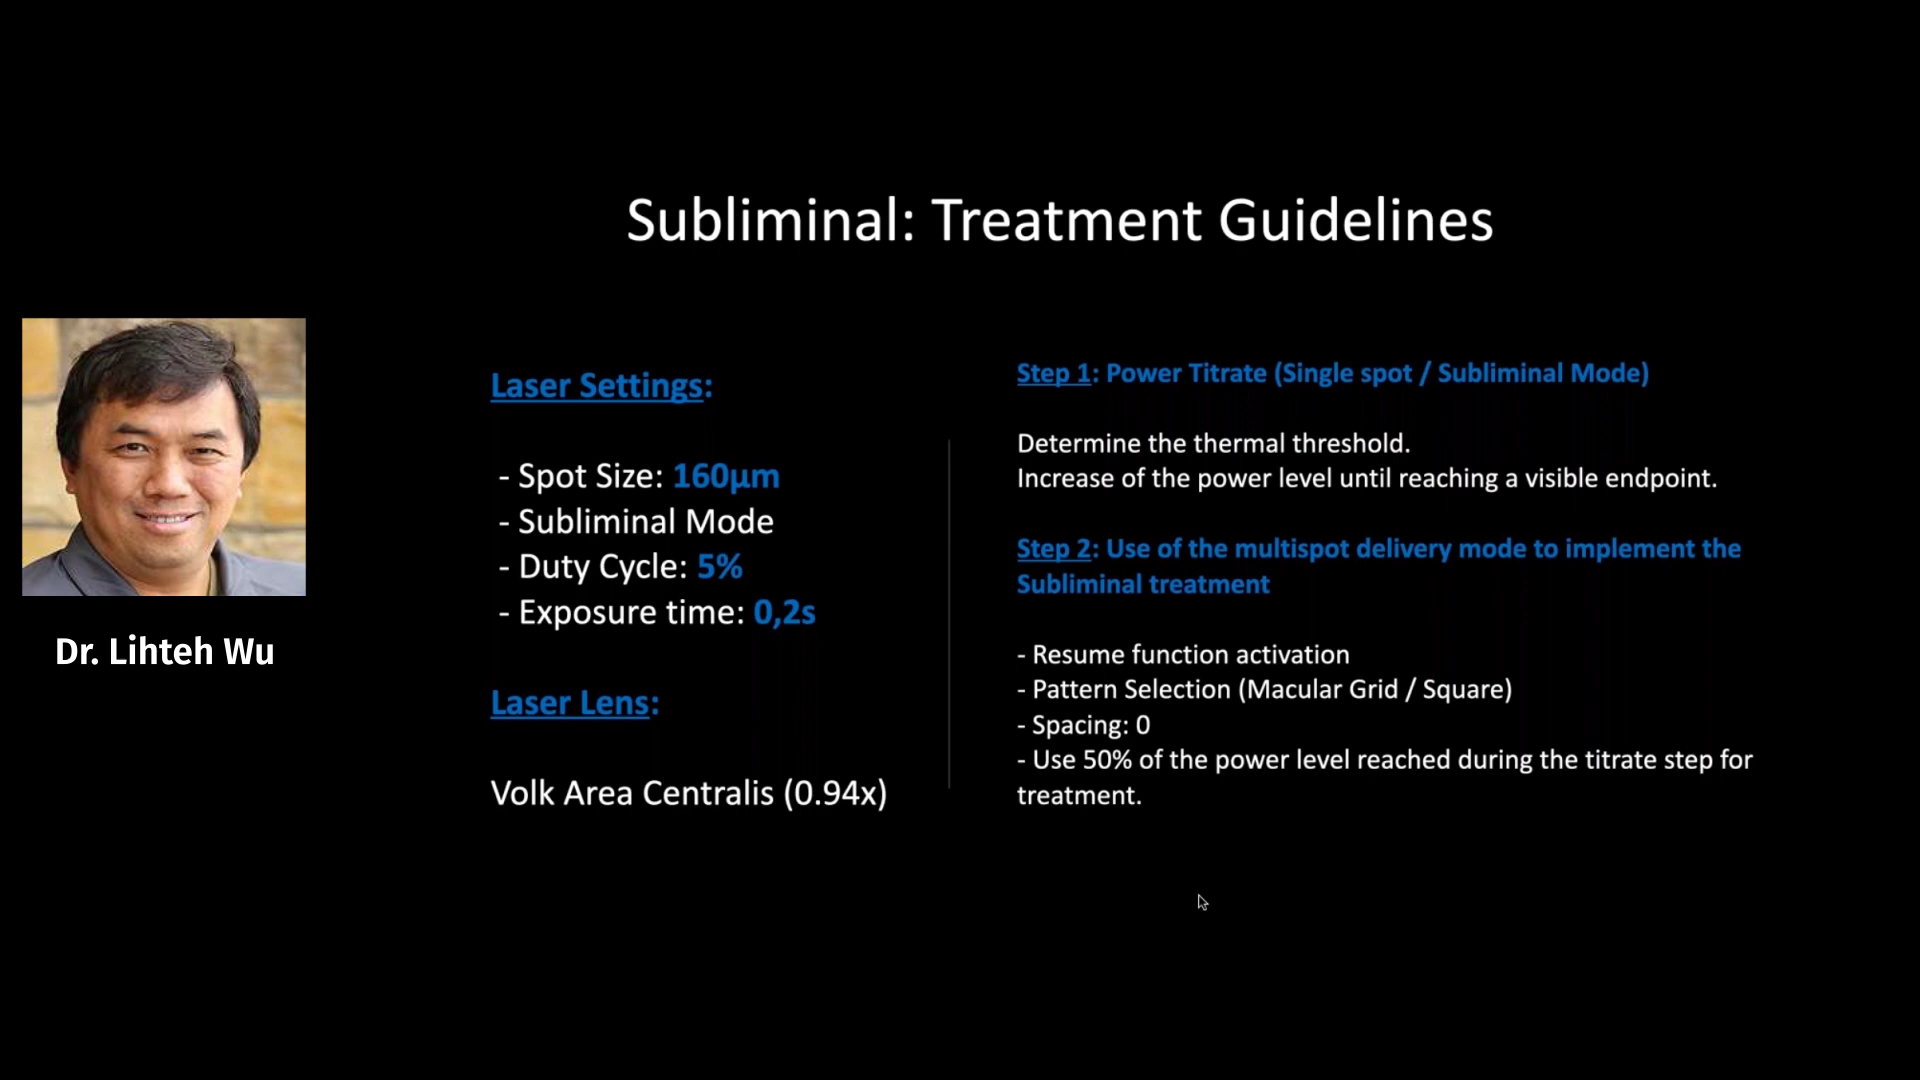 Subliminal: Treatment Guidelines
Dr. Lihteh Wu
Laser Settings:
- Spot Size: 160µm
- Subliminal Mode
- Duty Cycle: 5%
- Exposure time: 0,2s
Laser Lens:
Volk Area Centralis (0.94x)
Step 1: Power Titrate (Single spot / Subliminal Mode)
Determine the thermal threshold.
Increase of the power level until reaching a visible endpoint.
Step 2: Use of the multispot delivery mode to implement the
Subliminal treatment
- Resume function activation
- Pattern Selection (Macular Grid / Square)
- Spacing: 0
- Use 50% of the power level reached during the titrate step for
treatment.